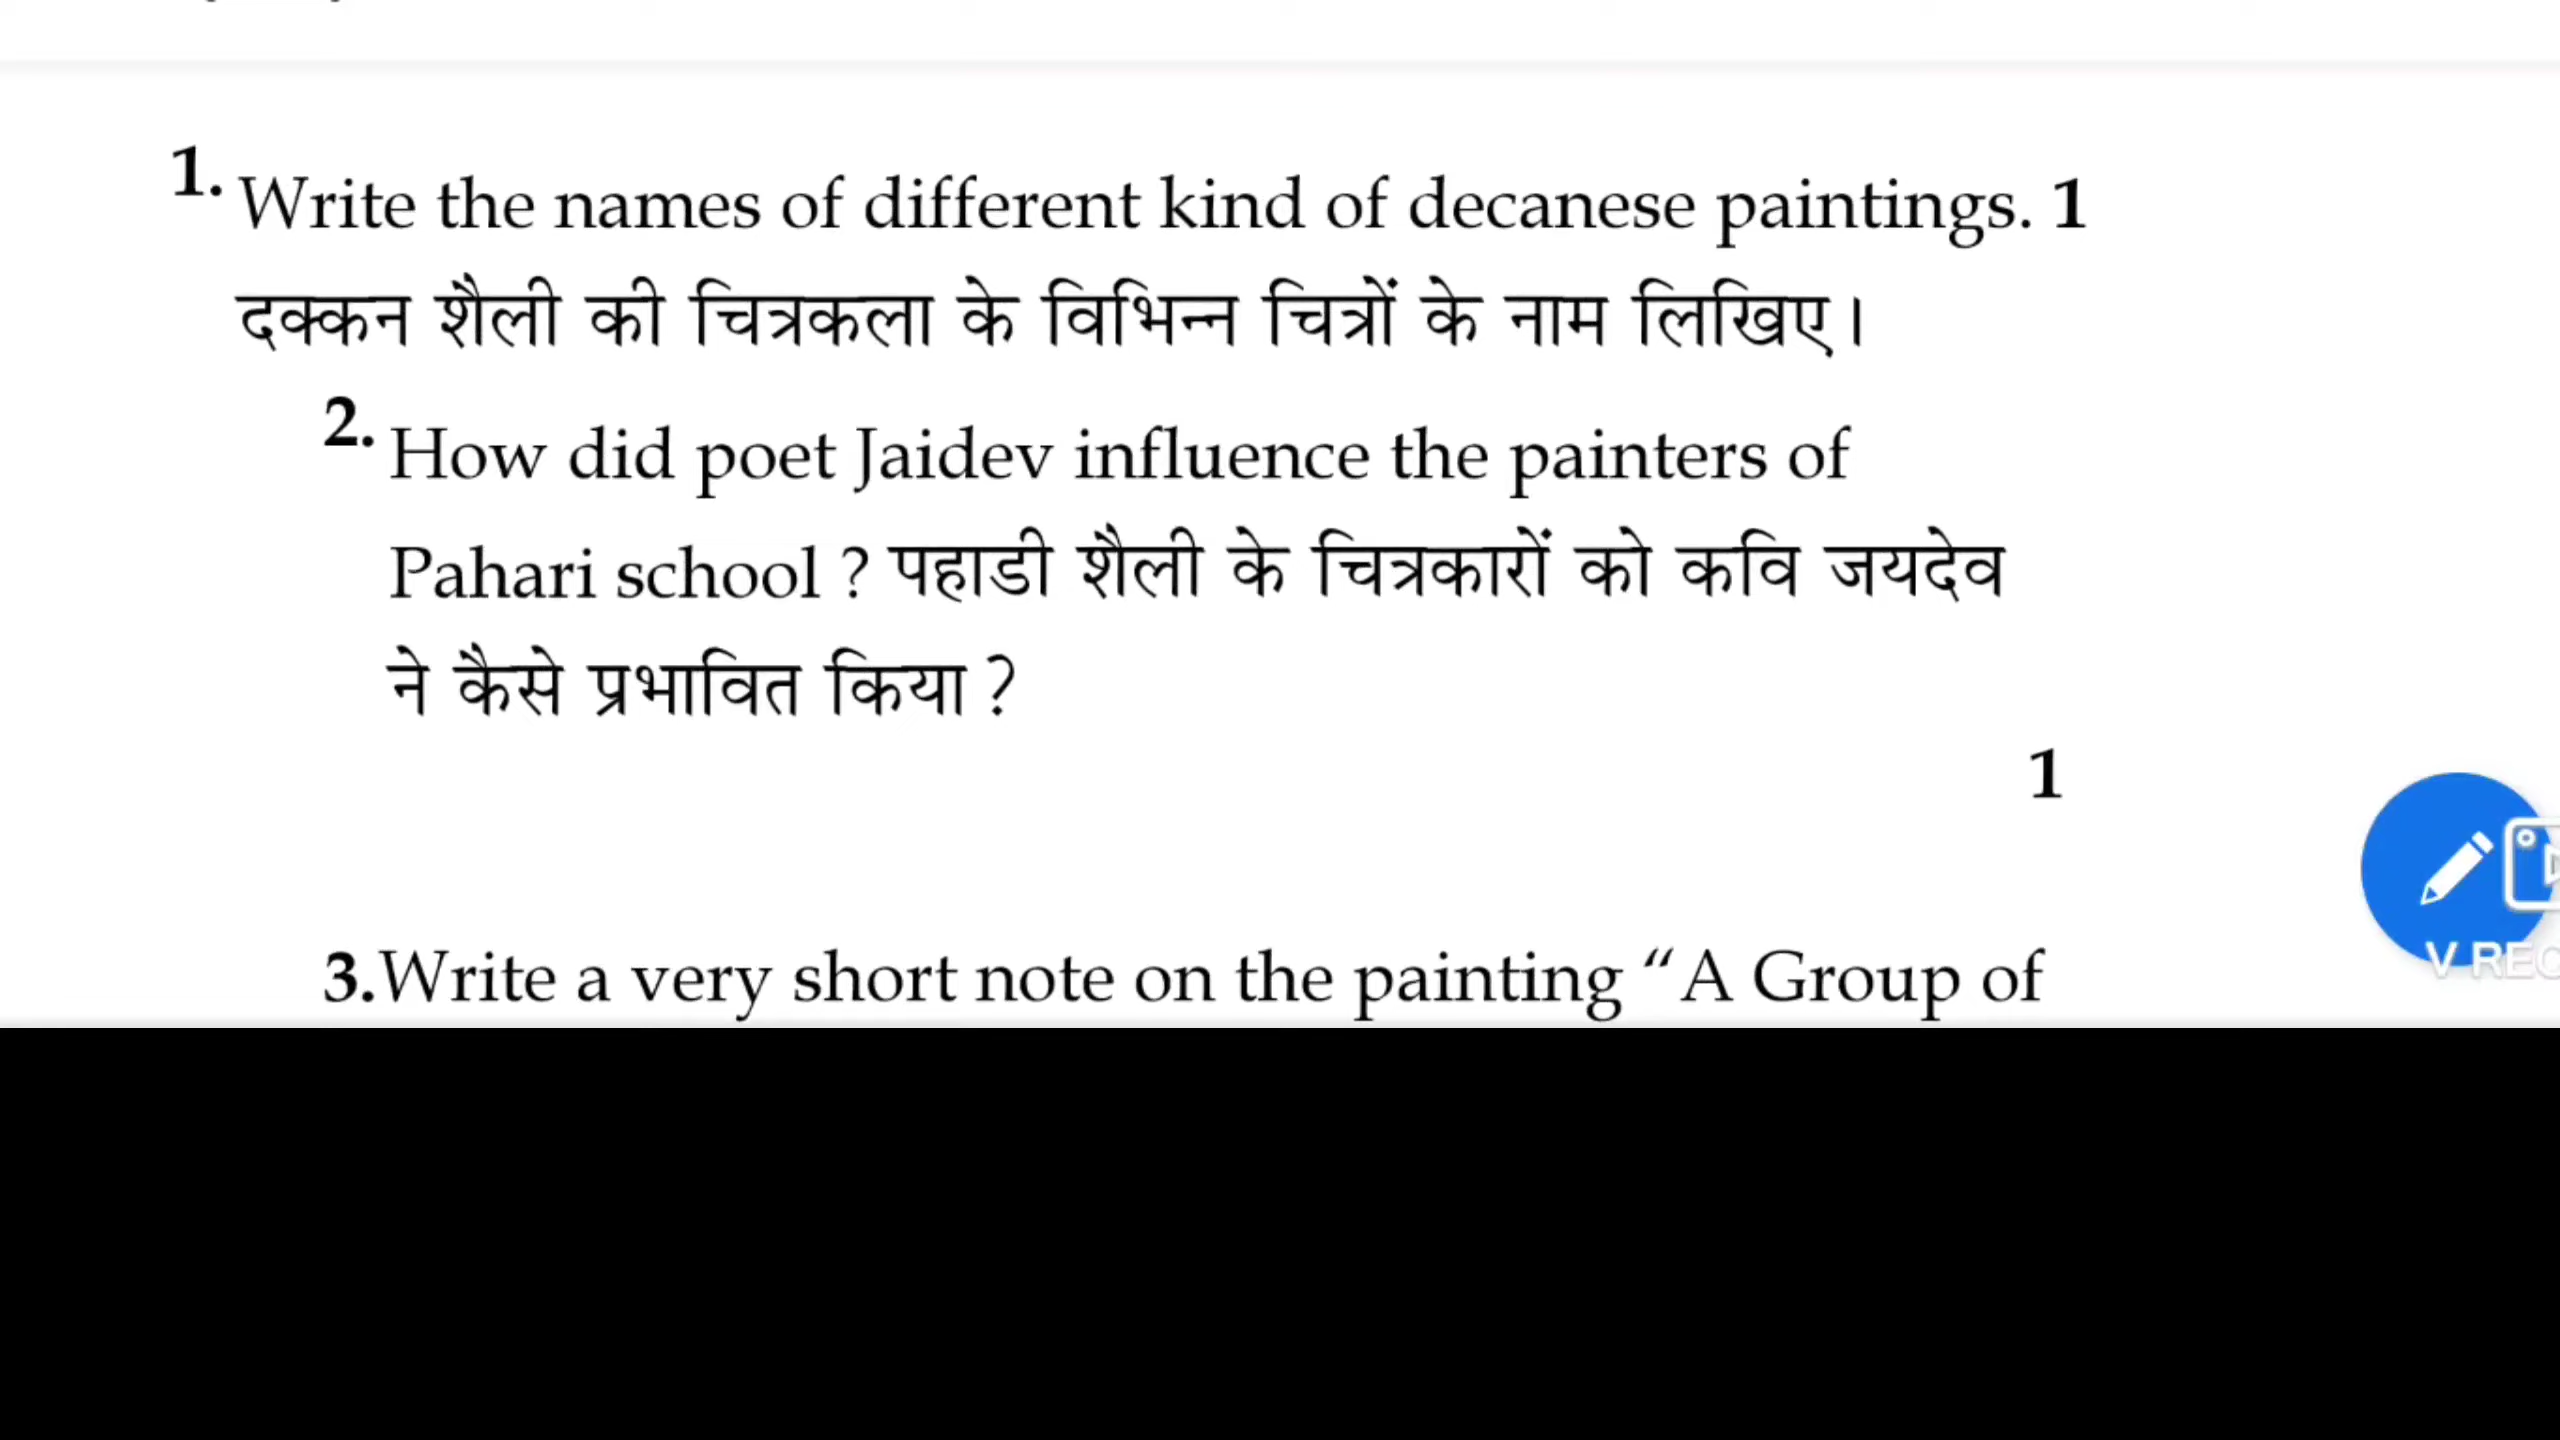 1. Write the names of different kind of decanese paintings. 1
दक्कन शैली की चित्रकला के विभिन्न चित्रों के नाम लिखिए।
2. How did poet Jaidev influence the painters of
Pahari school ? पहाडी शैली के चित्रकारों को कवि जयदेव
ने कैसे प्रभावित किया ?
1
3.Write a very short note on the painting “A Group of
V REC